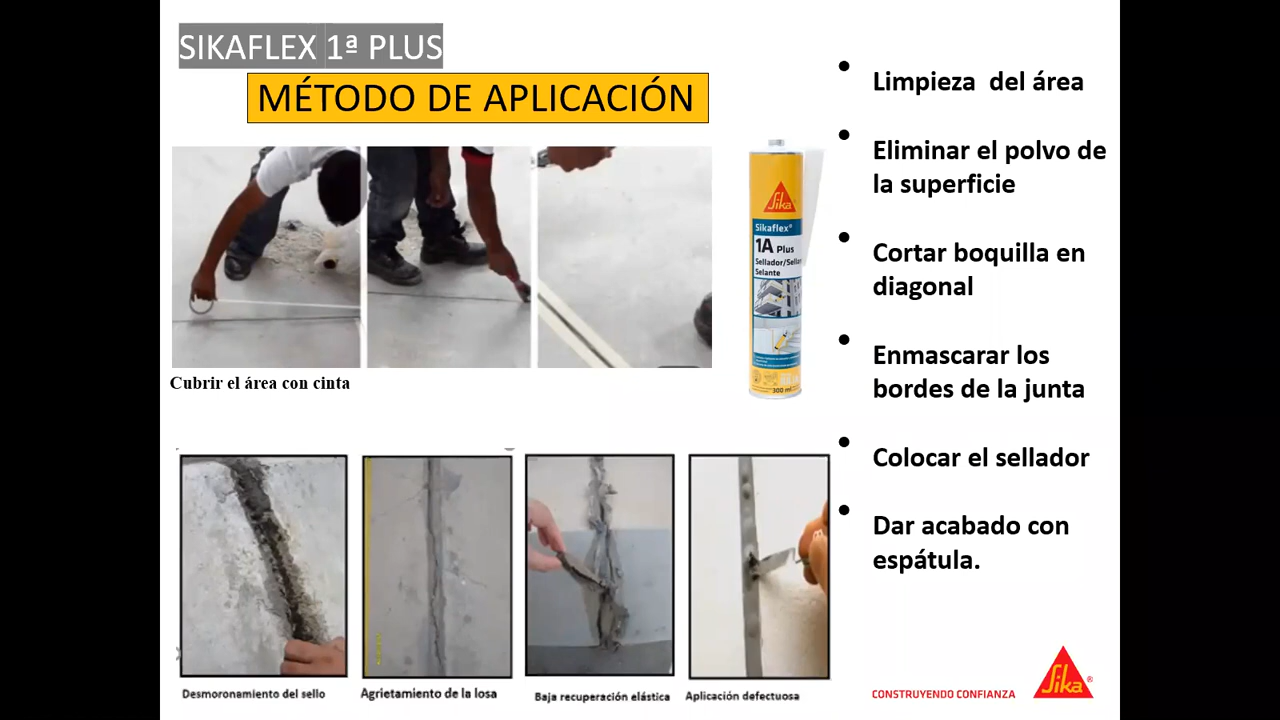 SIKAFLEX 1ª PLUS
MÉTODO DE APLICACIÓN
Cubrir el área con cinta
Sika
Sikaflex®
1A Plus
Sellador/Sella
Selante
300 ml
Limpieza  del área
Eliminar el polvo de
la superficie
Cortar boquilla en
diagonal
Enmascarar los
bordes de la junta
Colocar el sellador
Dar acabado con
espátula.
Desmoronamiento del sello
Agrietamiento de la losa
Baja recuperación elástica
Aplicación defectuosa
CONSTRUYENDO CONFIANZA
Sika®